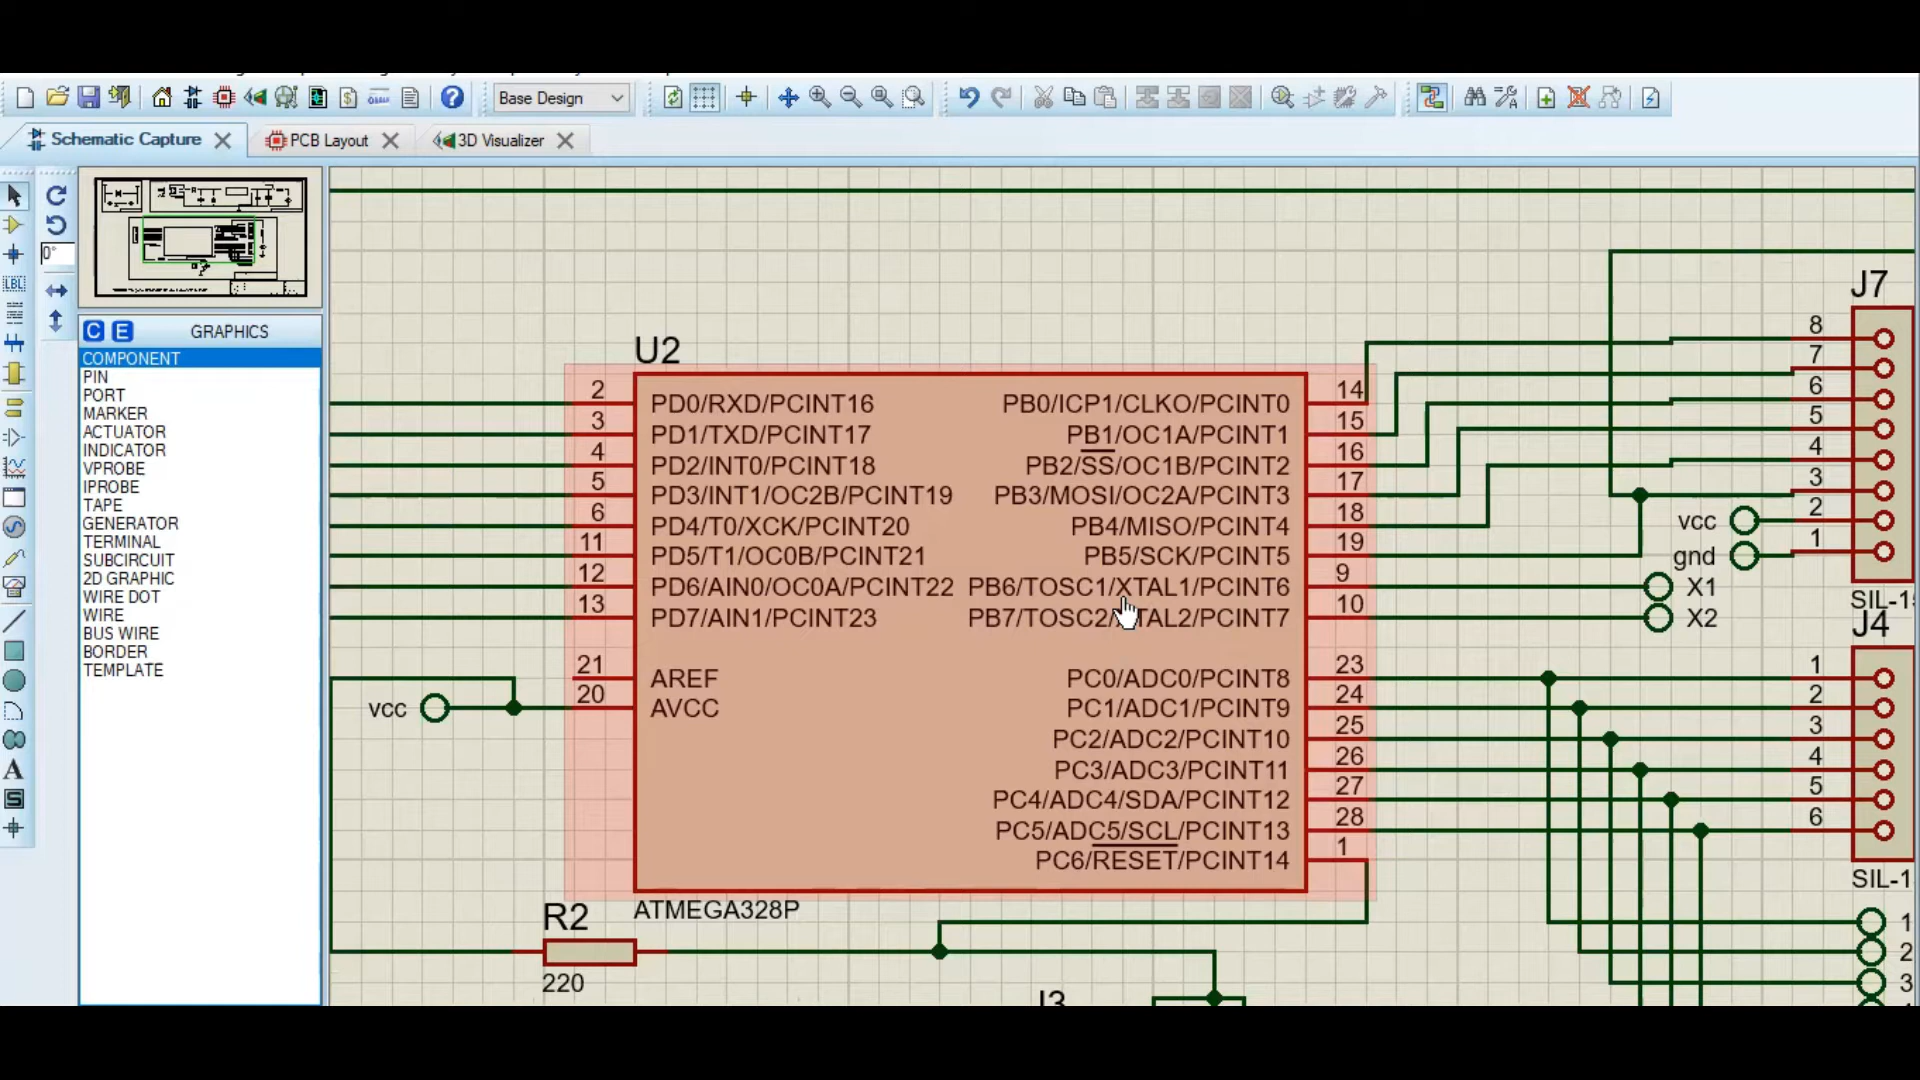 Base Design
Schematic Capture
PCB Layout
3D Visualizer
LBL
0°
C E GRAPHICS
COMPONENT
PIN
PORT
MARKER
ACTUATOR
INDICATOR
VPROBE
IPROBE
TAPE
GENERATOR
TERMINAL
SUBCIRCUIT
2D GRAPHIC
WIRE DOT
WIRE
BUS WIRE
BORDER
TEMPLATE
A
S
U2
2 PD0/RXD/PCINT16
3 PD1/TXD/PCINT17
4 PD2/INT0/PCINT18
5 PD3/INT1/OC2B/PCINT19
6 PD4/T0/XCK/PCINT20
11 PD5/T1/OC0B/PCINT21
12 PD6/AIN0/OC0A/PCINT22
13 PD7/AIN1/PCINT23
21 AREF
20 AVCC
vcc
PB0/ICP1/CLKO/PCINT0 14
PB1/OC1A/PCINT1 15
PB2/SS/OC1B/PCINT2 16
PB3/MOSI/OC2A/PCINT3 17
PB4/MISO/PCINT4 18
PB5/SCK/PCINT5 19
PB6/TOSC1/XTAL1/PCINT6 9
PB7/TOSC2/XTAL2/PCINT7 10
PC0/ADC0/PCINT8 23
PC1/ADC1/PCINT9 24
PC2/ADC2/PCINT10 25
PC3/ADC3/PCINT11 26
PC4/ADC4/SDA/PCINT12 27
PC5/ADC5/SCL/PCINT13 28
PC6/RESET/PCINT14 1
ATMEGA328P
R2
220
J3
J7
8
7
6
5
4
3
2
1
vcc
gnd
X1
X2
J4
1
2
3
4
5
6
1
2
3